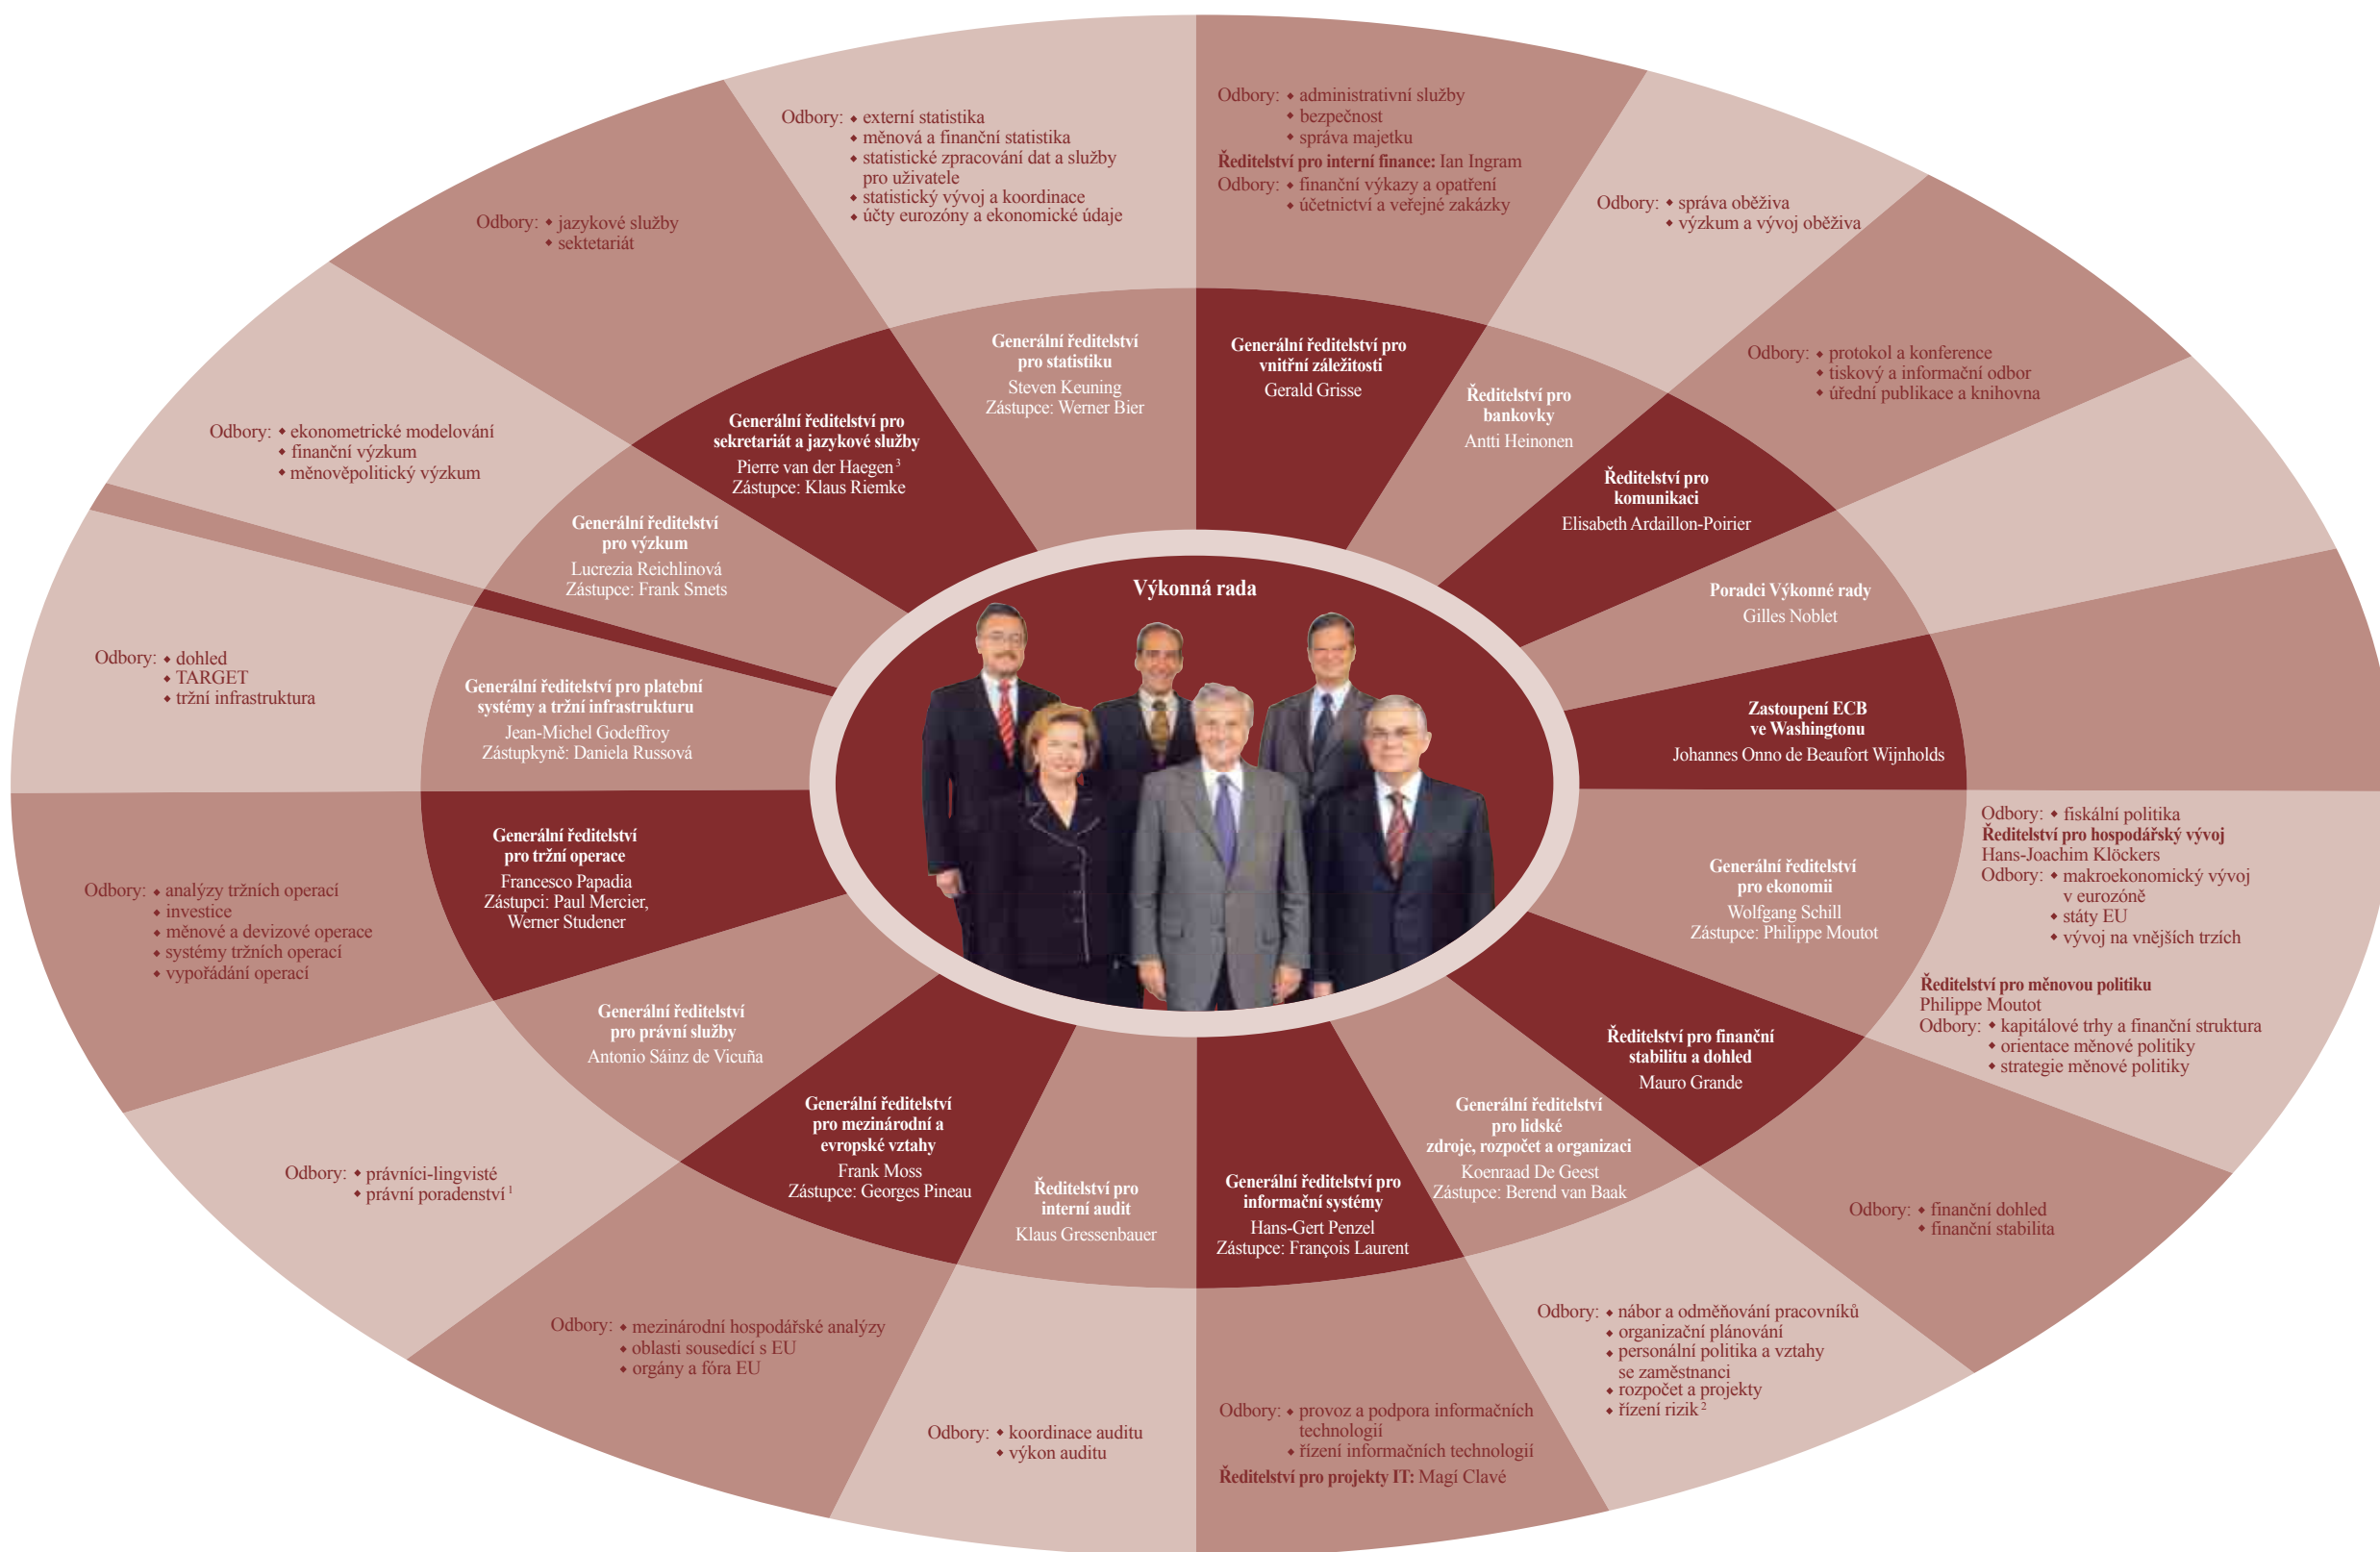 Výkonná rada
Odbory: ◆ administrativní služby
◆ bezpečnost
◆ správa majetku
Ředitelství pro interní finance: Ian Ingram
Odbory: ◆ finanční výkazy a opatření
◆ účetnictví a veřejné zakázky
Generální ředitelství pro
vnitřní záležitosti
Gerald Grisse
Odbory: ◆ správa oběživa
◆ výzkum a vývoj oběživa
Ředitelství pro
bankovky
Antti Heinonen
Odbory: ◆ protokol a konference
◆ tiskový a informační odbor
◆ úřední publikace a knihovna
Ředitelství pro
komunikaci
Elisabeth Ardaillon-Poirier
Poradci Výkonné rady
Gilles Noblet
Zastoupení ECB
ve Washingtonu
Johannes Onno de Beaufort Wijnholds
Generální ředitelství
pro ekonomii
Wolfgang Schill
Zástupce: Philippe Moutot
Odbory: ◆ fiskální politika
Ředitelství pro hospodářský vývoj
Hans-Joachim Klöckers
Odbory: ◆ makroekonomický vývoj
v eurozóně
◆ státy EU
◆ vývoj na vnějších trzích
Ředitelství pro měnovou politiku
Philippe Moutot
Odbory: ◆ kapitálové trhy a finanční struktura
◆ orientace měnové politiky
◆ strategie měnové politiky
Ředitelství pro finanční
stabilitu a dohled
Mauro Grande
Odbory: ◆ finanční dohled
◆ finanční stabilita
Generální ředitelství
pro lidské
zdroje, rozpočet a organizaci
Koenraad De Geest
Zástupce: Berend van Baak
Odbory: ◆ nábor a odměňování pracovníků
◆ organizační plánování
◆ personální politika a vztahy
se zaměstnanci
◆ rozpočet a projekty
◆ řízení rizik 2
Generální ředitelství pro
informační systémy
Hans-Gert Penzel
Zástupce: François Laurent
Odbory: ◆ provoz a podpora informačních
technologií
◆ řízení informačních technologií
Ředitelství pro projekty IT: Magí Clavé
Ředitelství pro
interní audit
Klaus Gressenbauer
Odbory: ◆ koordinace auditu
◆ výkon auditu
Generální ředitelství
pro mezinárodní a
evropské vztahy
Frank Moss
Zástupce: Georges Pineau
Odbory: ◆ mezinárodní hospodářské analýzy
◆ oblasti sousedící s EU
◆ orgány a fóra EU
Generální ředitelství
pro právní služby
Antonio Sáinz de Vicuña
Odbory: ◆ právníci-lingvisté
◆ právní poradenství 1
Generální ředitelství
pro tržní operace
Francesco Papadia
Zástupci: Paul Mercier,
Werner Studener
Odbory: ◆ analýzy tržních operací
◆ investice
◆ měnové a devizové operace
◆ systémy tržních operací
◆ vypořádání operací
Generální ředitelství pro platební
systémy a tržní infrastrukturu
Jean-Michel Godeffroy
Zástupkyně: Daniela Russová
Odbory: ◆ dohled
◆ TARGET
◆ tržní infrastruktura
Generální ředitelství
pro výzkum
Lucrezia Reichlinová
Zástupce: Frank Smets
Odbory: ◆ ekonometrické modelování
◆ finanční výzkum
◆ měnověpolitický výzkum
Generální ředitelství pro
sekretariát a jazykové služby
Pierre van der Haegen 3
Zástupce: Klaus Riemke
Odbory: ◆ jazykové služby
◆ sektetariát
Generální ředitelství
pro statistiku
Steven Keuning
Zástupce: Werner Bier
Odbory: ◆ externí statistika
◆ měnová a finanční statistika
◆ statistické zpracování dat a služby
pro uživatele
◆ statistický vývoj a koordinace
◆ účty eurozóny a ekonomické údaje